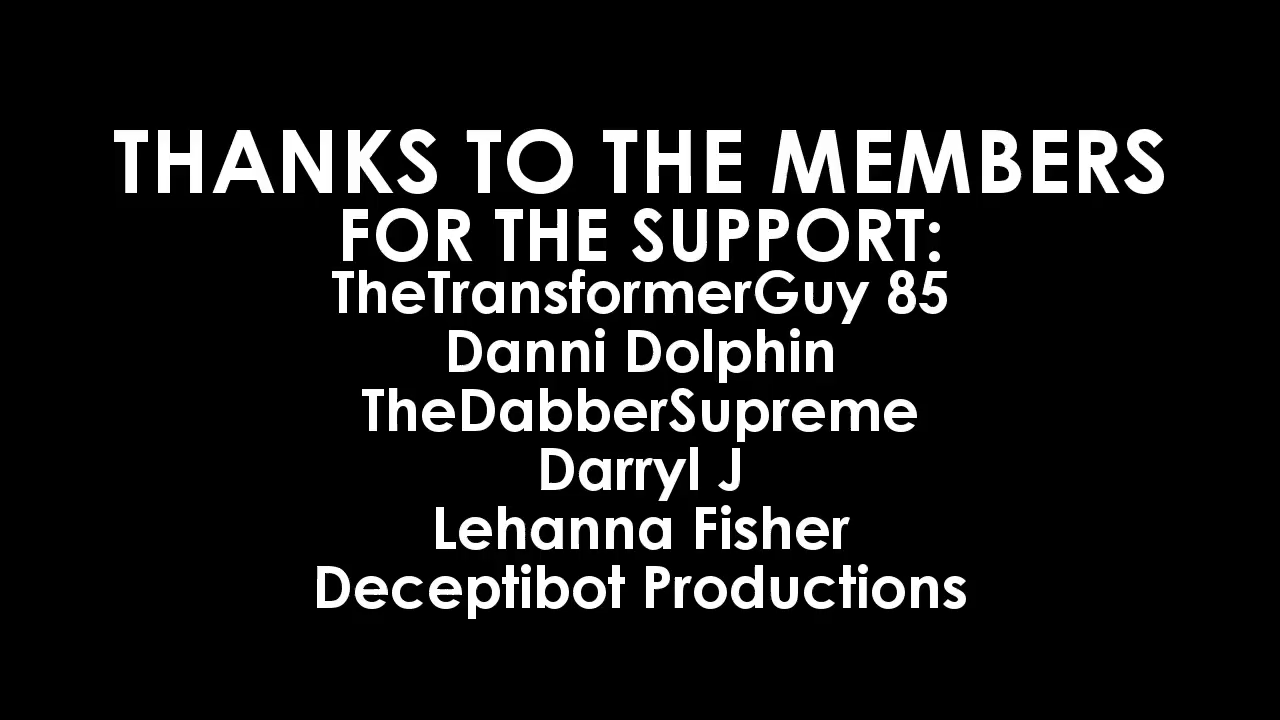 THANKS TO THE MEMBERS
FOR THE SUPPORT:
TheTransformerGuy 85
Danni Dolphin
TheDabberSupreme
Darryl J
Lehanna Fisher
Deceptibot Productions